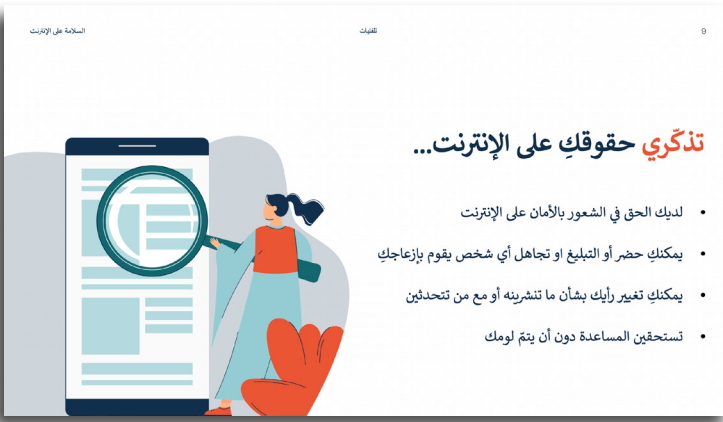 9
للفتيات
السلامة على الإنترنت
تذكّري حقوقكِ على الإنترنت...
• لديك الحق في الشعور بالأمان على الإنترنت
• يمكنكِ حضر أو التبليغ او تجاهل أي شخص يقوم بإزعاجكِ
• يمكنكِ تغيير رأيك بشأن ما تنشرينه أو مع من تتحدثين
• تستحقين المساعدة دون أن يتمّ لومك